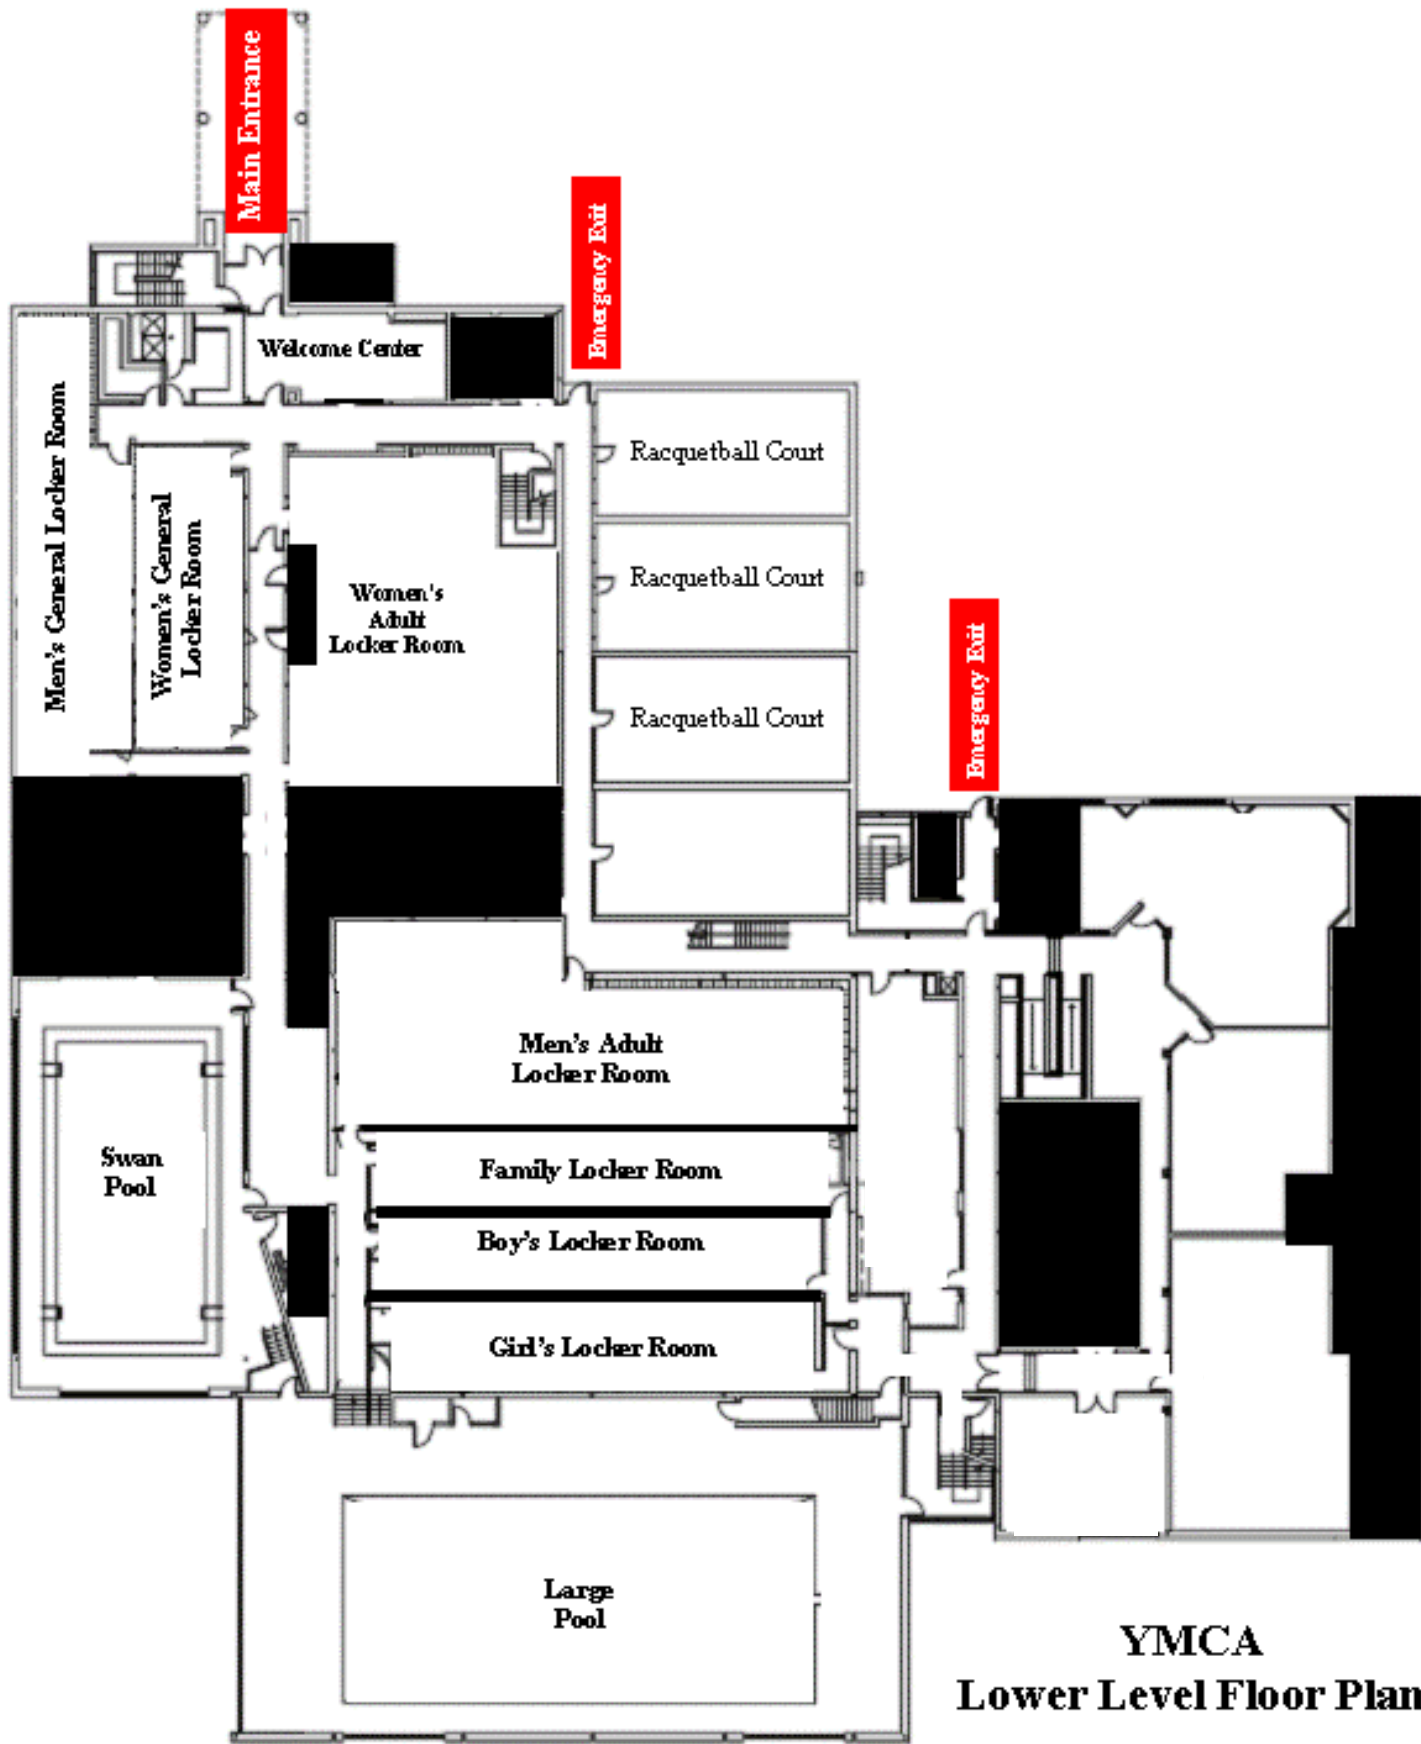 Main Entrance
Emergency Exit
Welcome Center
Men's General Locker Room
Women's General
Locker Room
Women's
Adult
Locker Room
Racquetball Court
Racquetball Court
Racquetball Court
Emergency Exit
Men's Adult
Locker Room
Swan
Pool
Family Locker Room
Boy's Locker Room
Girl's Locker Room
Large
Pool
YMCA
Lower Level Floor Plan